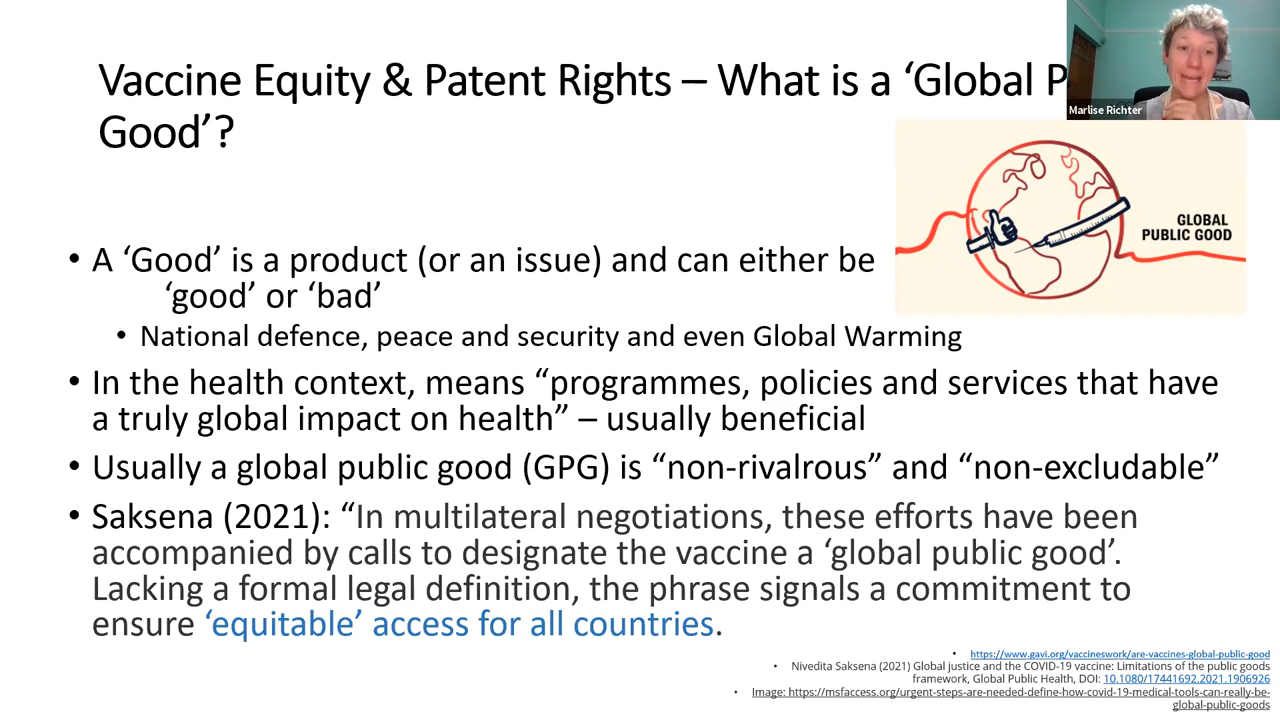 Vaccine Equity & Patent Rights – What is a ‘Global P
Good’?
Marlise Richter
GLOBAL
PUBLIC GOOD
• A ‘Good’ is a product (or an issue) and can either be
‘good’ or ‘bad’
• National defence, peace and security and even Global Warming
• In the health context, means “programmes, policies and services that have
a truly global impact on health” – usually beneficial
• Usually a global public good (GPG) is “non-rivalrous” and “non-excludable”
• Saksena (2021): “In multilateral negotiations, these efforts have been
accompanied by calls to designate the vaccine a ‘global public good’.
Lacking a formal legal definition, the phrase signals a commitment to
ensure ‘equitable’ access for all countries.
• https://www.gavi.org/vaccineswork/are-vaccines-global-public-good
• Nivedita Saksena (2021) Global justice and the COVID-19 vaccine: Limitations of the public goods
framework, Global Public Health, DOI: 10.1080/17441692.2021.1906926
• Image: https://msfaccess.org/urgent-steps-are-needed-define-how-covid-19-medical-tools-can-really-be-
global-public-goods